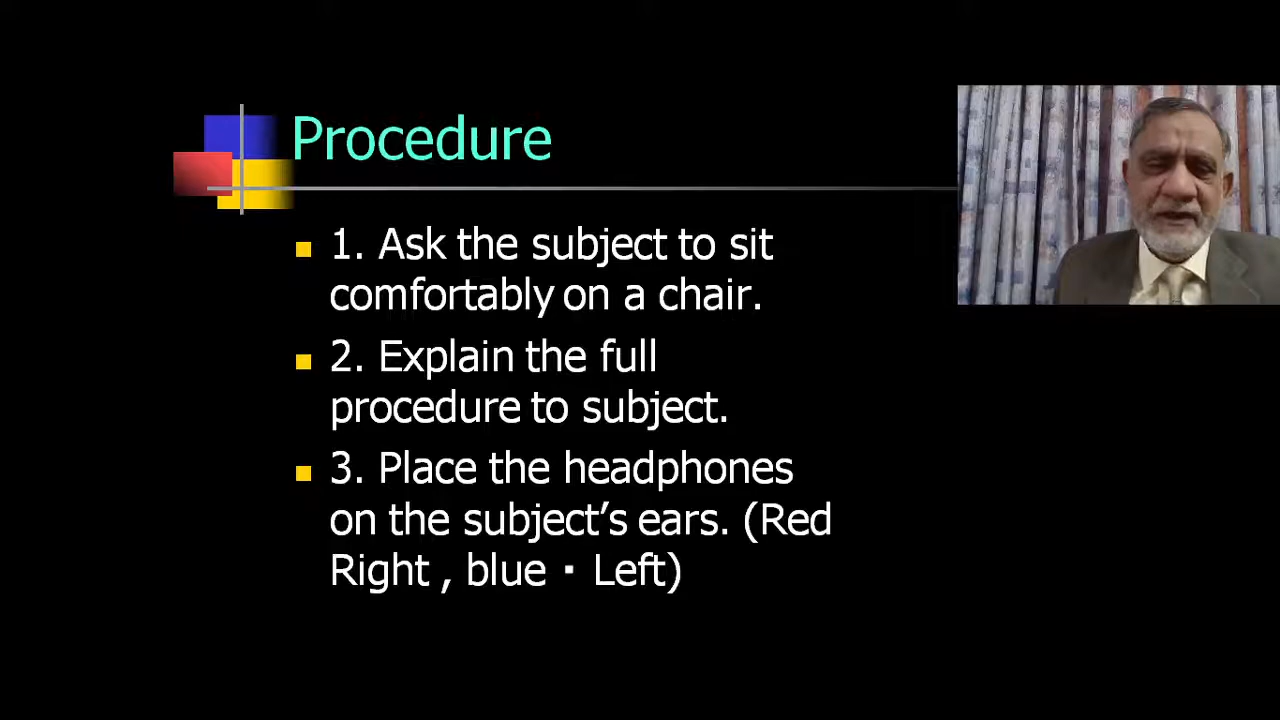 Procedure
1. Ask the subject to sit
comfortably on a chair.
2. Explain the full
procedure to subject.
3. Place the headphones
on the subject’s ears. (Red
Right , blue ・ Left)